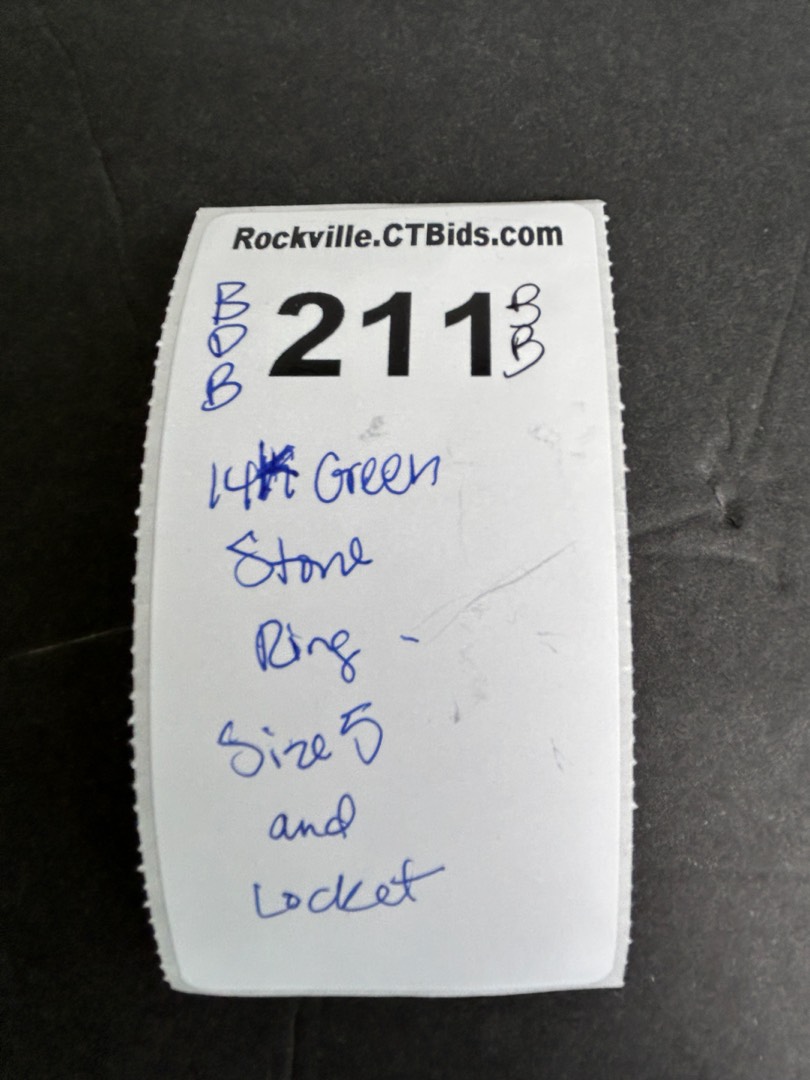 Rockville.CTBids.com
B
D
B
211
B
B
14K Green
Stone
Ring -
Size 5
and
Locket